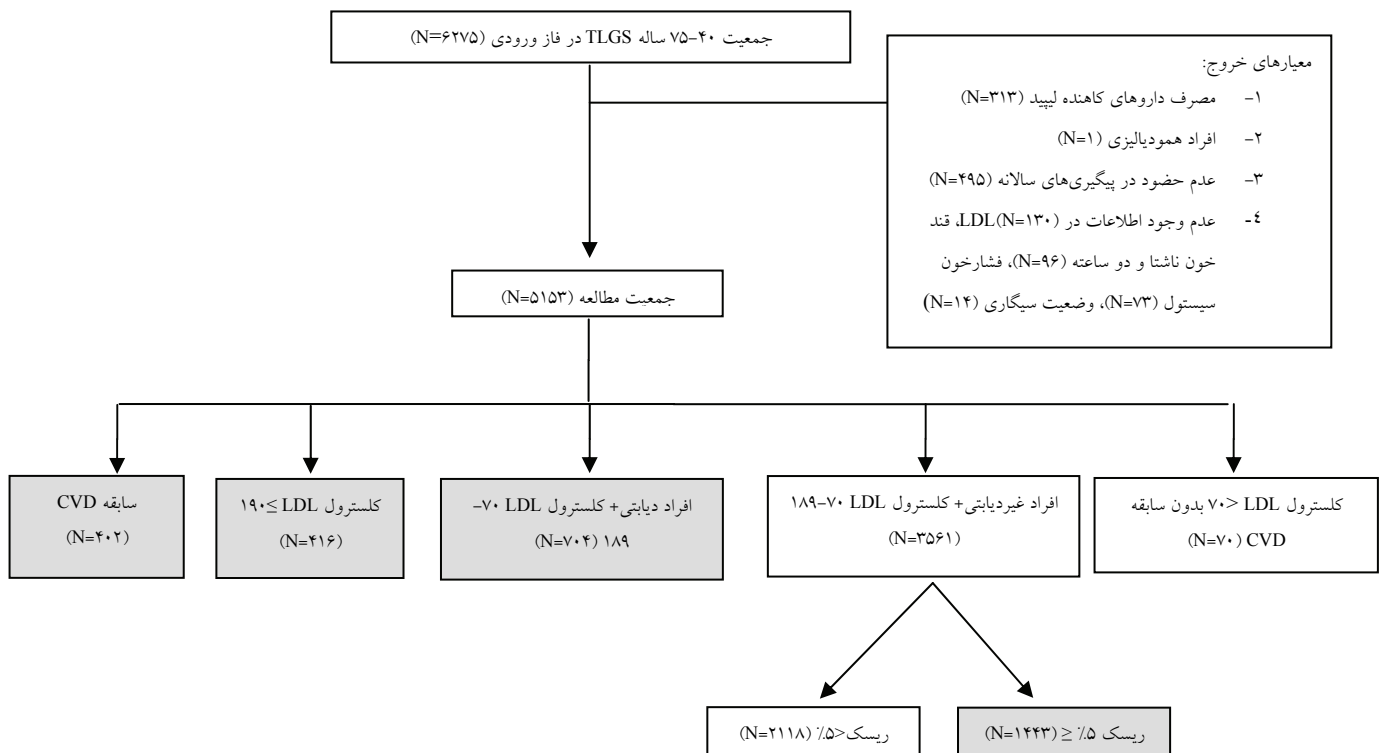 جمعیت ۴۰-۷۵ ساله TLGS در فاز ورودی (N=۶۲۷۵)
معیارهای خروج:
۱- مصرف داروهای کاهنده لیپید (N=۳۱۳)
۲- افراد همودیالیزی (N=۱)
۳- عدم حضود در پیگیری‌های سالانه (N=۴۹۵)
٤- عدم وجود اطلاعات در LDL(N=۱۳۰)، قند
خون ناشتا و دو ساعته (N=۹۶)، فشارخون
سیستول (N=۷۳)، وضعیت سیگاری (N=۱۴)
جمعیت مطالعه (N=۵۱۵۳)
کلسترول LDL <۷۰ بدون سابقه
CVD (N=۷۰)
افراد غیردیابتی+ کلسترول LDL ۷۰-۱۸۹
(N=۳۵۶۱)
افراد دیابتی+ کلسترول LDL ۷۰-
۱۸۹ (N=۷۰۴)
کلسترول LDL ≥۱۹۰
(N=۴۱۶)
سابقه CVD
(N=۴۰۲)
ریسک ۵٪ ≥ (N=۱۴۴۳)
ریسک<۵٪ (N=۲۱۱۸)